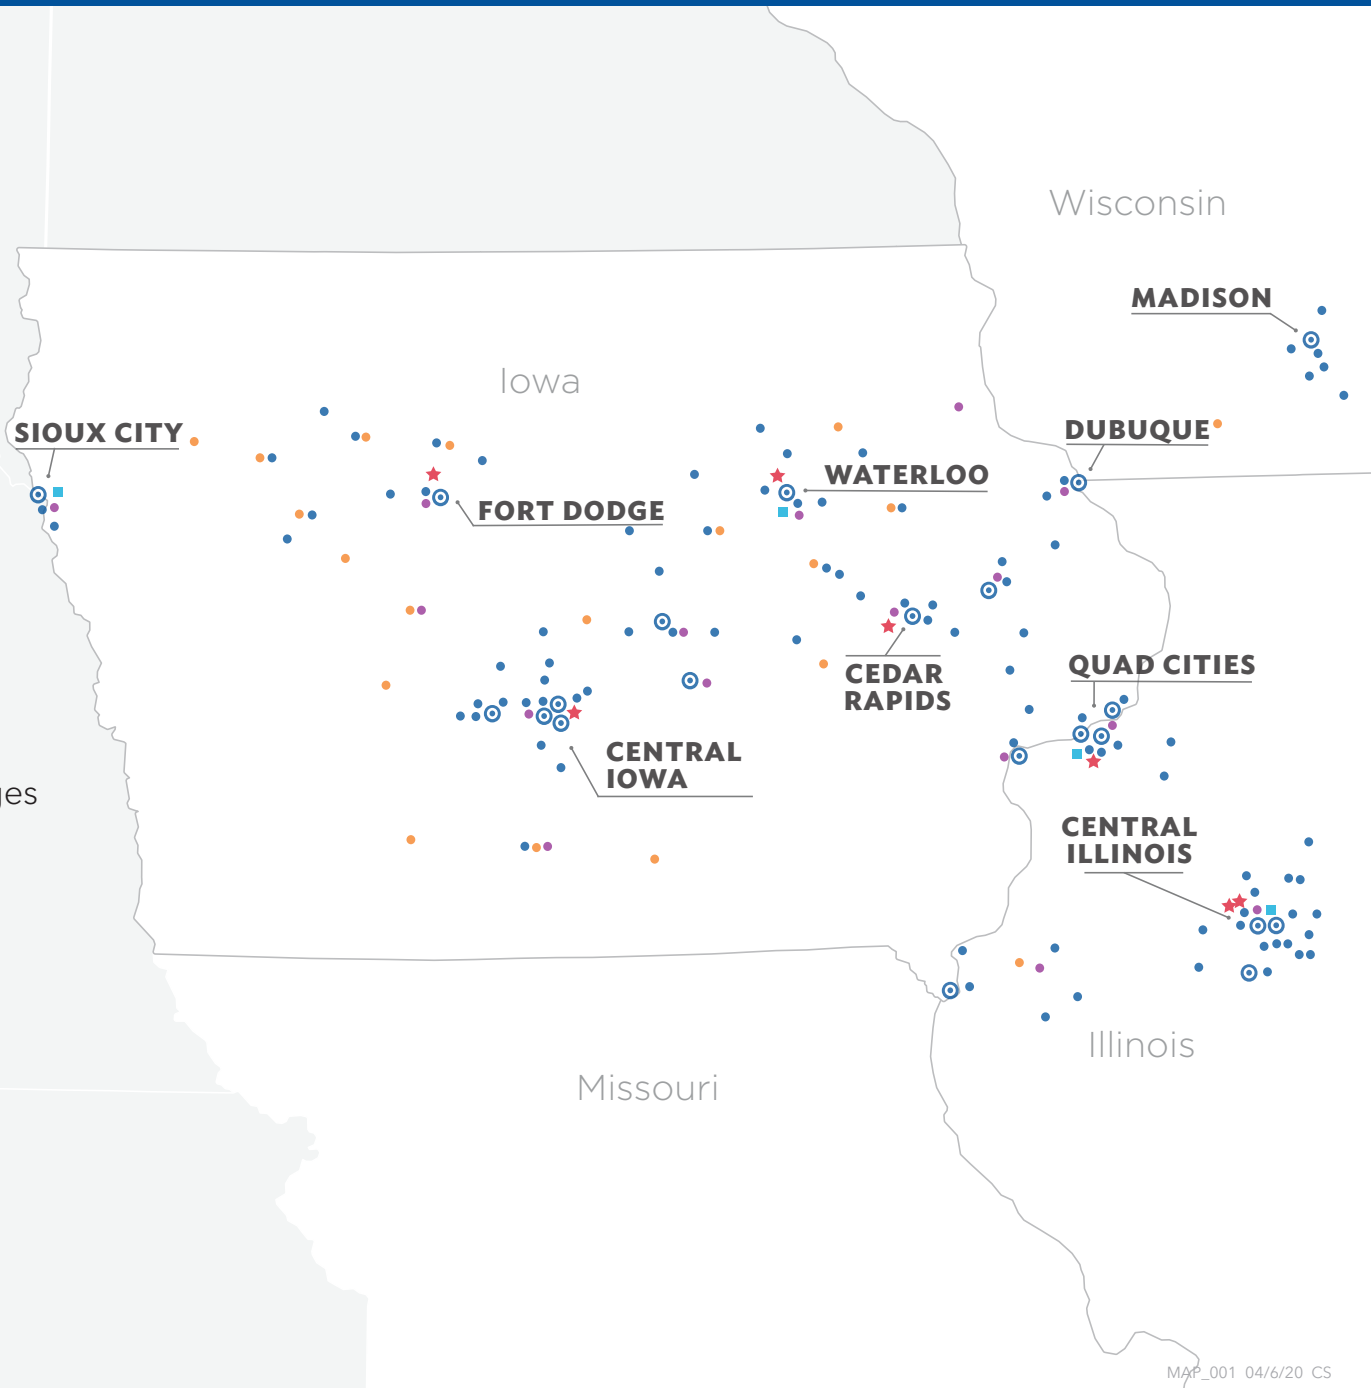 Wisconsin
MADISON
Iowa
SIOUX CITY
DUBUQUE
WATERLOO
FORT DODGE
CEDAR
RAPIDS
QUAD CITIES
CENTRAL
IOWA
CENTRAL
ILLINOIS
Illinois
Missouri
MAP_001 04/6/20 CS